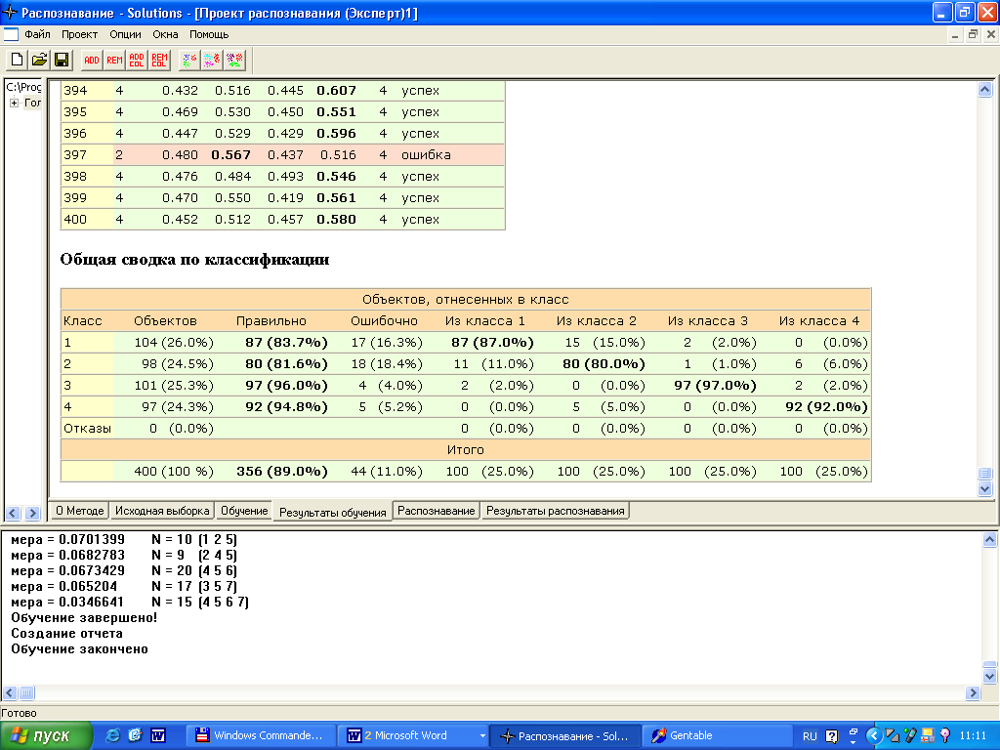 Распознавание - Solutions - [Проект распознавания (Эксперт)1]
Файл Проект Опции Окна Помощь
ADD REM ADD COL REM COL
C:\Prog
Гол
394 4 0.432 0.516 0.445 0.607 4 успех
395 4 0.469 0.530 0.450 0.551 4 успех
396 4 0.447 0.529 0.429 0.596 4 успех
397 2 0.480 0.567 0.437 0.516 4 ошибка
398 4 0.476 0.484 0.493 0.546 4 успех
399 4 0.470 0.550 0.419 0.561 4 успех
400 4 0.452 0.512 0.457 0.580 4 успех
Общая сводка по классификации
Объектов, отнесенных в класс
Класс Объектов Правильно Ошибочно Из класса 1 Из класса 2 Из класса 3 Из класса 4
1 104 (26.0%) 87 (83.7%) 17 (16.3%) 87 (87.0%) 15 (15.0%) 2 (2.0%) 0 (0.0%)
2 98 (24.5%) 80 (81.6%) 18 (18.4%) 11 (11.0%) 80 (80.0%) 1 (1.0%) 6 (6.0%)
3 101 (25.3%) 97 (96.0%) 4 (4.0%) 2 (2.0%) 0 (0.0%) 97 (97.0%) 2 (2.0%)
4 97 (24.3%) 92 (94.8%) 5 (5.2%) 0 (0.0%) 5 (5.0%) 0 (0.0%) 92 (92.0%)
Отказы 0 (0.0%) 0 (0.0%) 0 (0.0%) 0 (0.0%) 0 (0.0%)
Итого
400 (100 %) 356 (89.0%) 44 (11.0%) 100 (25.0%) 100 (25.0%) 100 (25.0%) 100 (25.0%)
О Методе Исходная выборка Обучение Результаты обучения Распознавание Результаты распознавания
мера = 0.0701399 N = 10 (1 2 5)
мера = 0.0682783 N = 9 (2 4 5)
мера = 0.0673429 N = 20 (4 5 6)
мера = 0.065204 N = 17 (3 5 7)
мера = 0.0346641 N = 15 (4 5 6 7)
Обучение завершено!
Создание отчета
Обучение закончено
Готово
пуск Windows Commande... 2 Microsoft Word Распознавание - Sol... Gentable RU 11:11